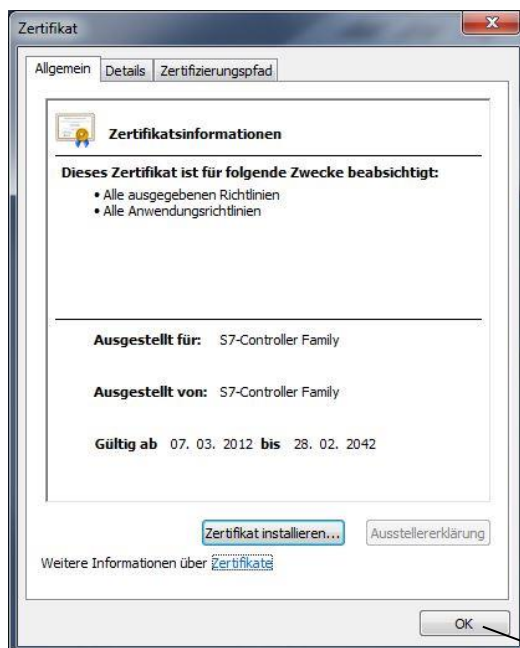 Zertifikat
Allgemein Details Zertifizierungspfad
Zertifikatsinformationen
Dieses Zertifikat ist für folgende Zwecke beabsichtigt:
• Alle ausgegebenen Richtlinien
• Alle Anwendungsrichtlinien
Ausgestellt für: S7-Controller Family
Ausgestellt von: S7-Controller Family
Gültig ab 07. 03. 2012 bis 28. 02. 2042
Zertifikat installieren... Ausstellererklärung
Weitere Informationen über Zertifikate
OK